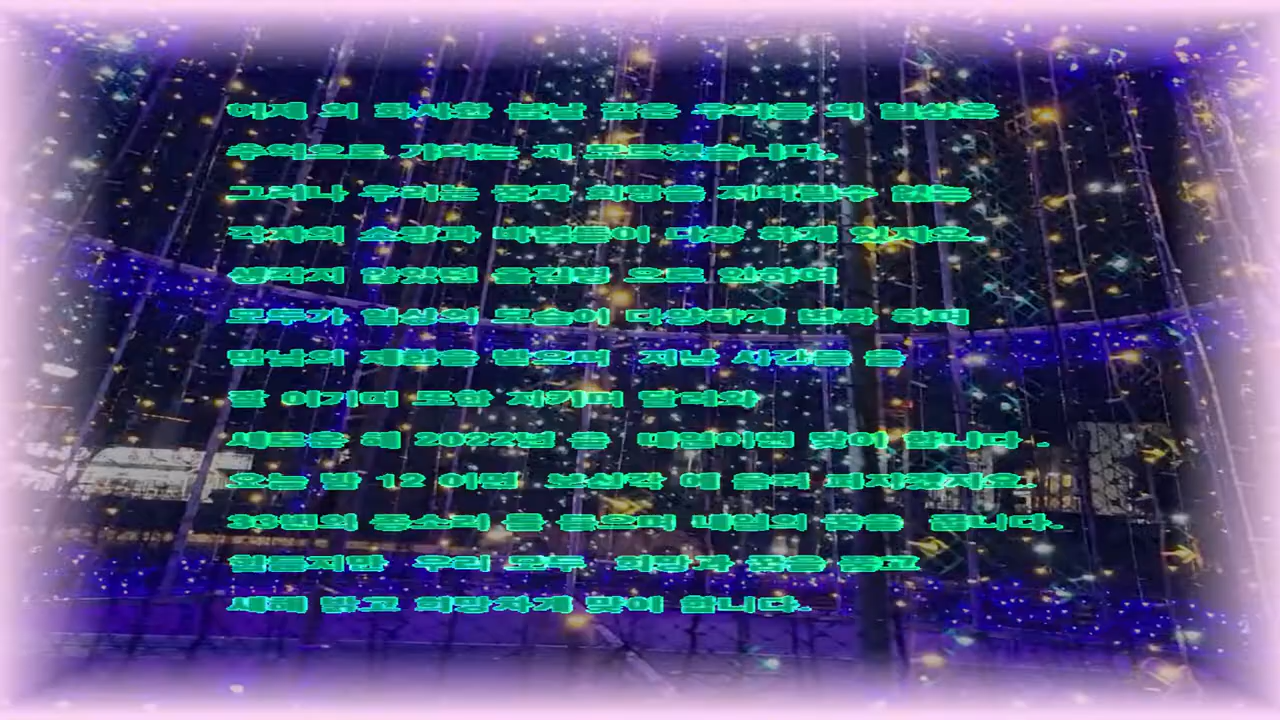 어제 의 화사한 봄날 같은 우리들 의 일상은
추억으로 가려는 지 모르겠습니다.
그러나 우리는 꿈과 희망을 저버릴수 없는
각자의 소망과 바램들이 다양 하게 있지요.
생각지 않았던 옮김병 으로 인하여
모두가 일상의 모습이 다양하게 변화 하며
만남의 제한을 받으며 지난 시간들 을
잘 이기며 또한 지키며 달려와
새로운 해 2022년 을 내일이면 맞이 합니다 .
오늘 밤 12 이면 보신각 에 울려 퍼지겠지요.
33번의 종소리 를 들으며 내일의 꿈을 꿉니다.
힘들지만 우리 모두 희망과 꿈을 품고
새해 밝고 희망차게 맞이 합니다.